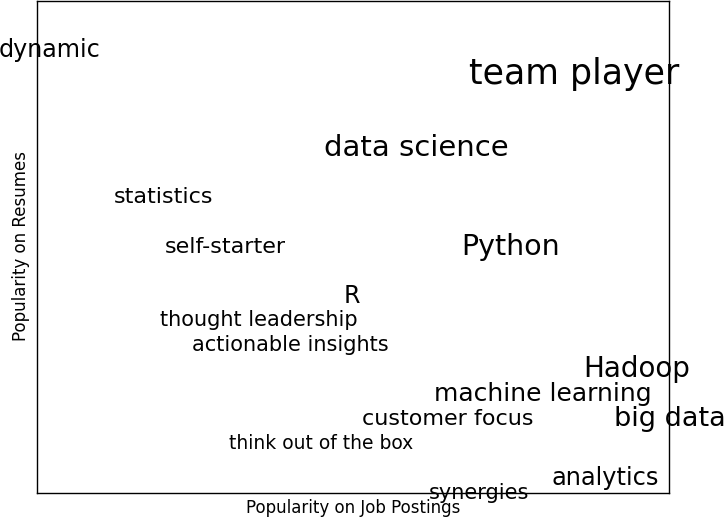 dynamic
team player
data science
statistics
self-starter
Python
R
thought leadership
actionable insights
Hadoop
machine learning
customer focus
big data
think out of the box
analytics
synergies
Popularity on Job Postings
Popularity on Resumes